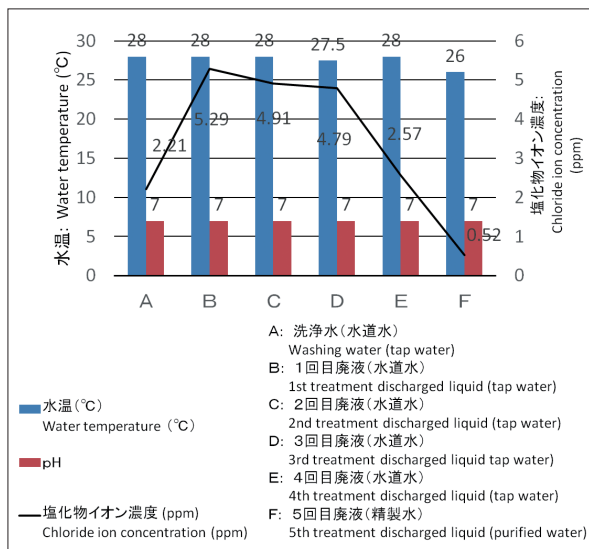 30
25
20
15
10
5
0
水温: Water temperature (℃)
28
28
28
27.5
28
26
2.21
5.29
4.91
4.79
2.57
0.52
7
7
7
7
7
7
6
5
4
3
2
1
0
塩化物イオン濃度:
Chloride ion concentration
(ppm)
A
B
C
D
E
F
水温(℃)
Water temperature (℃)
pH
塩化物イオン濃度 (ppm)
Chloride ion concentration (ppm)
A: 洗浄水(水道水)
Washing water (tap water)
B: 1回目廃液(水道水)
1st treatment discharged liquid (tap water)
C: 2回目廃液(水道水)
2nd treatment discharged liquid (tap water)
D: 3回目廃液(水道水)
3rd treatment discharged liquid tap water)
E: 4回目廃液(水道水)
4th treatment discharged liquid (tap water)
F: 5回目廃液(精製水)
5th treatment discharged liquid (purified water)